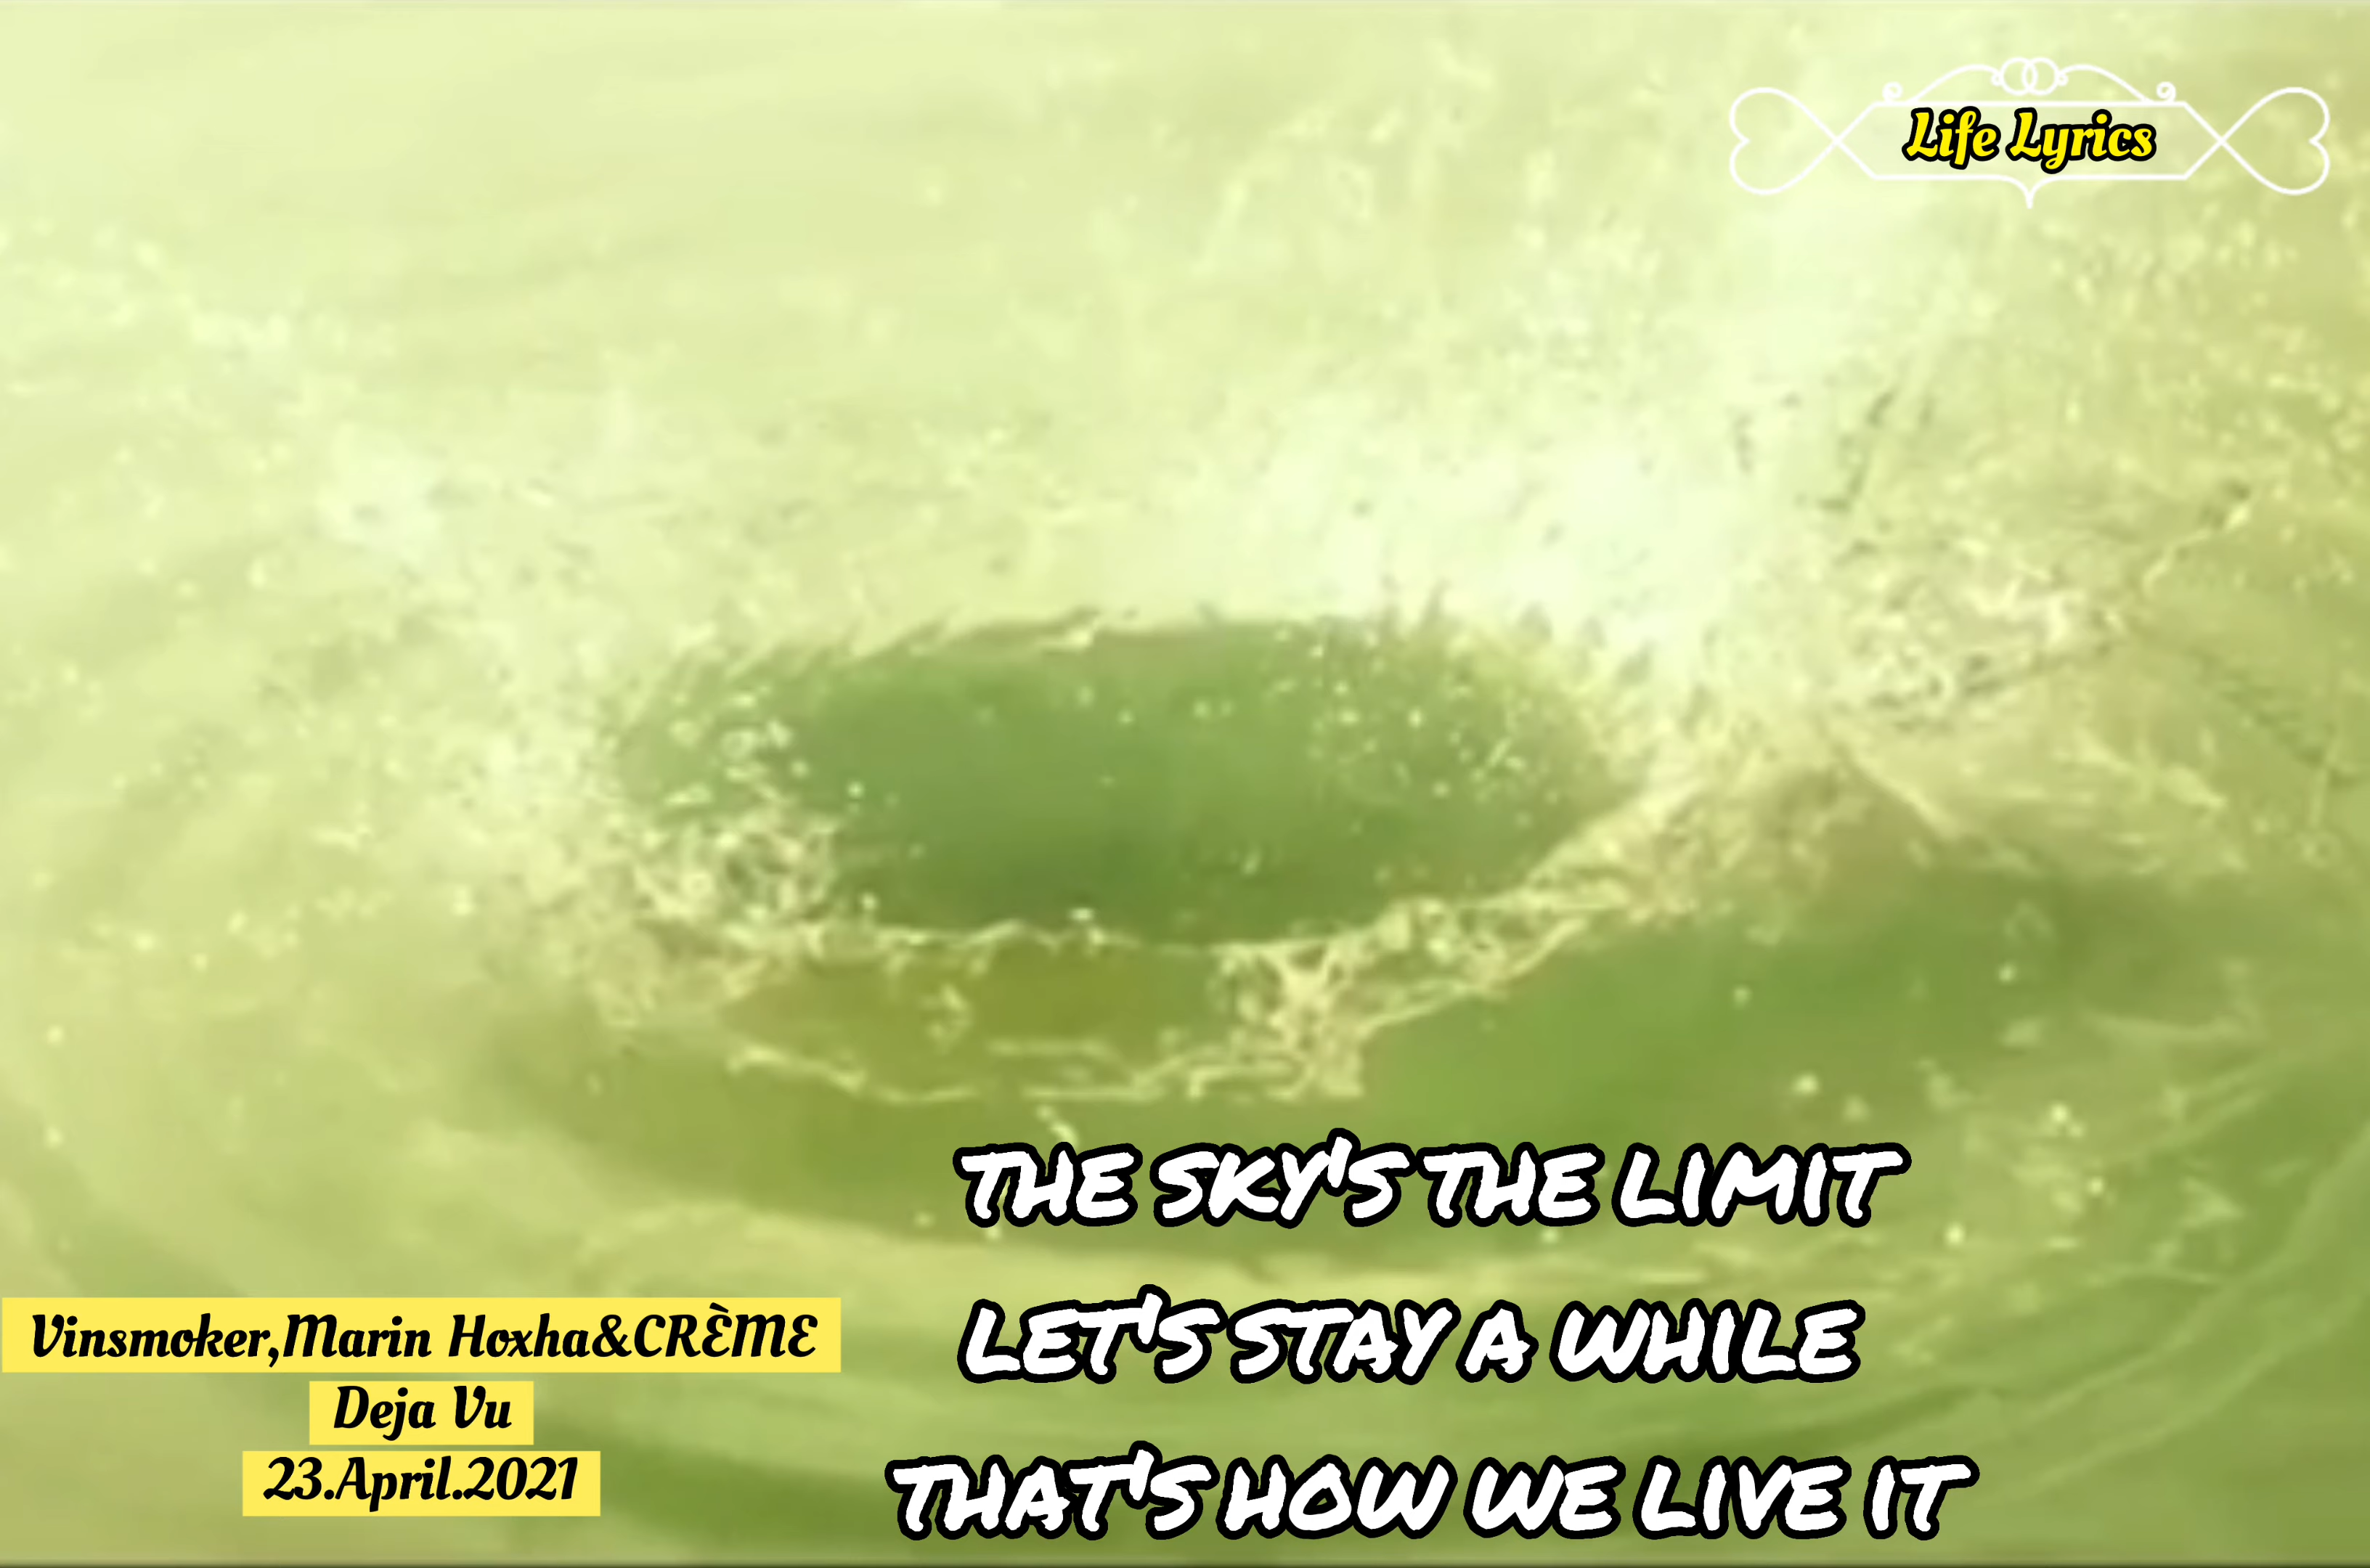 Life Lyrics
THE SKY'S THE LIMIT
LET'S STAY A WHILE
THAT'S HOW WE LIVE IT
Vinsmoker,Marin Hoxha&CRÈME
Deja Vu
23.April.2021